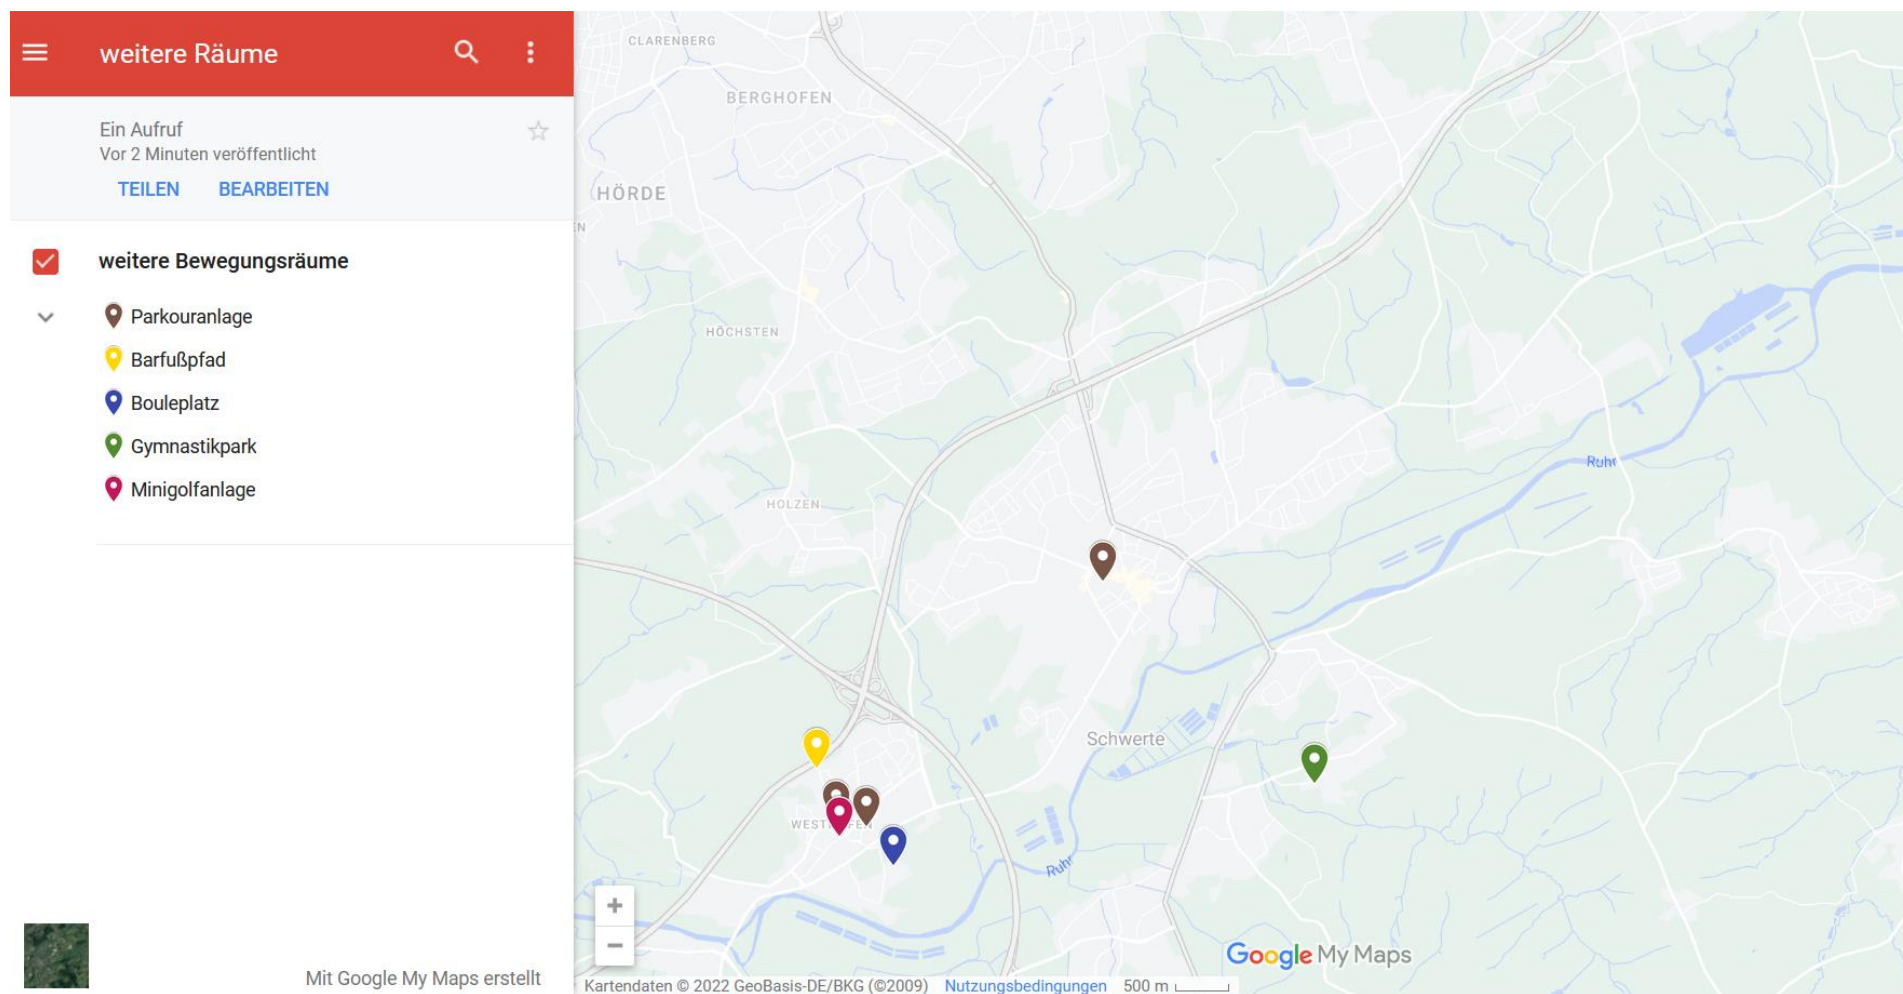 weitere Räume
Ein Aufruf
Vor 2 Minuten veröffentlicht
TEILEN BEARBEITEN
weitere Bewegungsräume
Parkouranlage
Barfußpfad
Bouleplatz
Gymnastikpark
Minigolfanlage
Mit Google My Maps erstellt
CLARENBERG
BERGHOFEN
HÖRDE
EN
HÖCHSTEN
HOLZEN
Ruhr
Schwerte
Ruhr
Google My Maps
Kartendaten © 2022 GeoBasis-DE/BKG (©2009) Nutzungsbedingungen 500 m